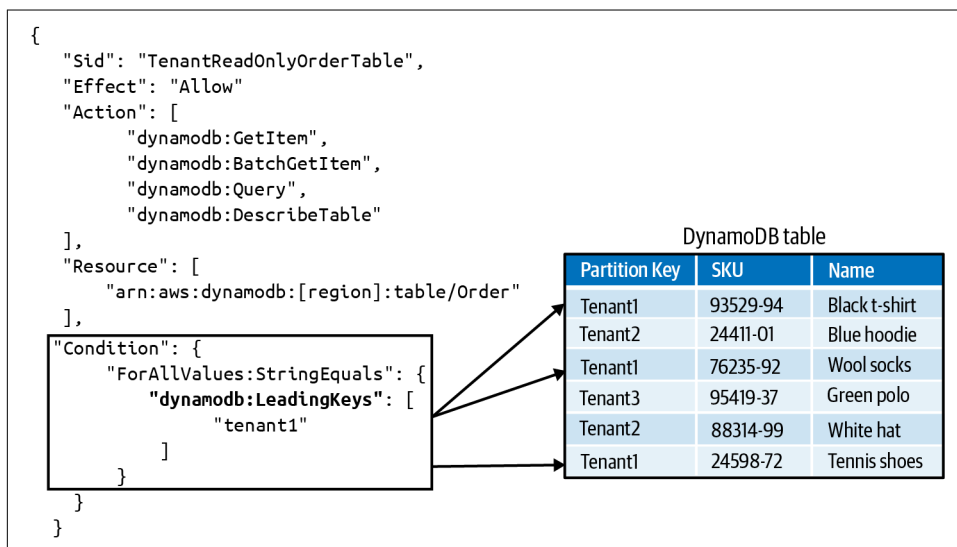 {
"Sid": "TenantReadOnlyOrderTable",
"Effect": "Allow"
"Action": [
"dynamodb:GetItem",
"dynamodb:BatchGetItem",
"dynamodb:Query",
"dynamodb:DescribeTable"
],
"Resource": [
"arn:aws:dynamodb:[region]:table/Order"
],
"Condition": {
"ForAllValues:StringEquals": {
"dynamodb:LeadingKeys": [
"tenant1"
]
}
}
}
DynamoDB table
Partition Key SKU Name
Tenant1 93529-94 Black t-shirt
Tenant2 24411-01 Blue hoodie
Tenant1 76235-92 Wool socks
Tenant3 95419-37 Green polo
Tenant2 88314-99 White hat
Tenant1 24598-72 Tennis shoes